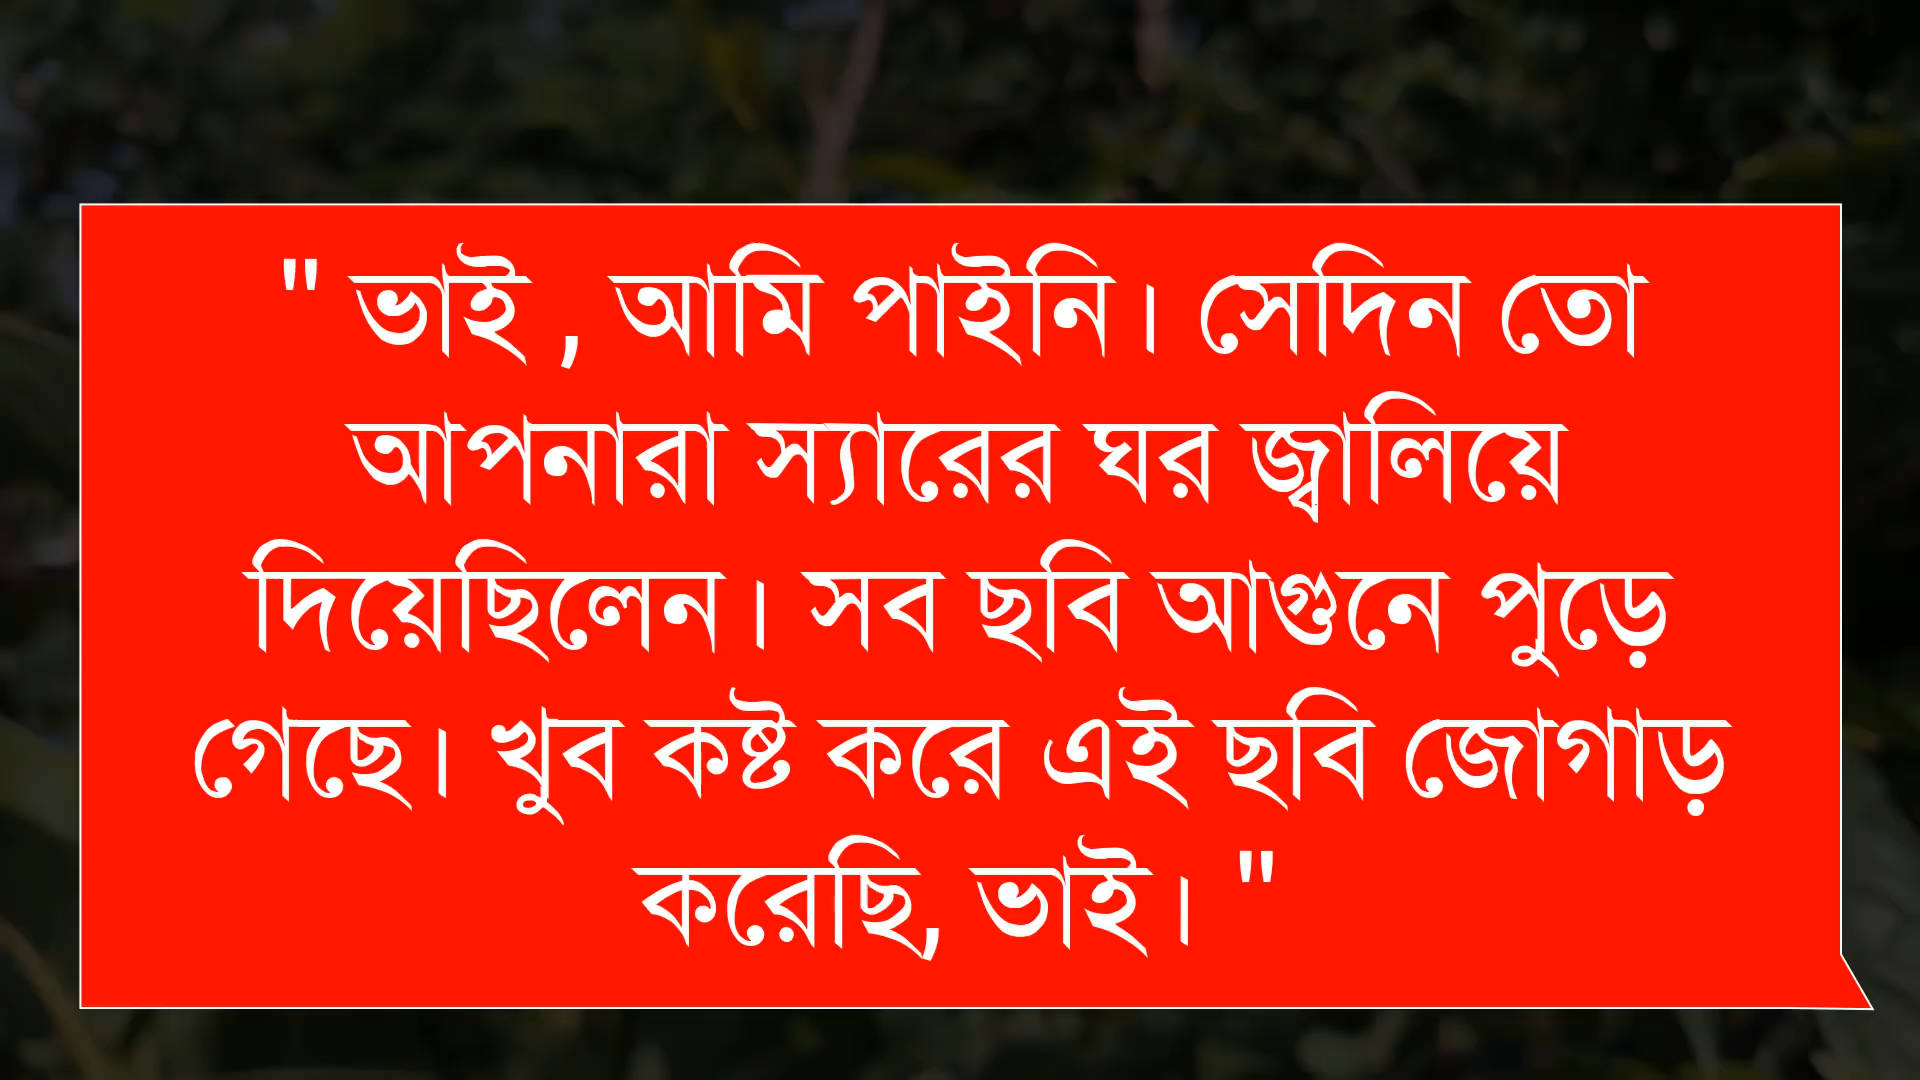 " ভাই , আমি পাইনি। সেদিন তো
আপনারা স্যারের ঘর জ্বালিয়ে
দিয়েছিলেন। সব ছবি আগুনে পুড়ে
গেছে। খুব কষ্ট করে এই ছবি জোগাড়
করেছি, ভাই। "